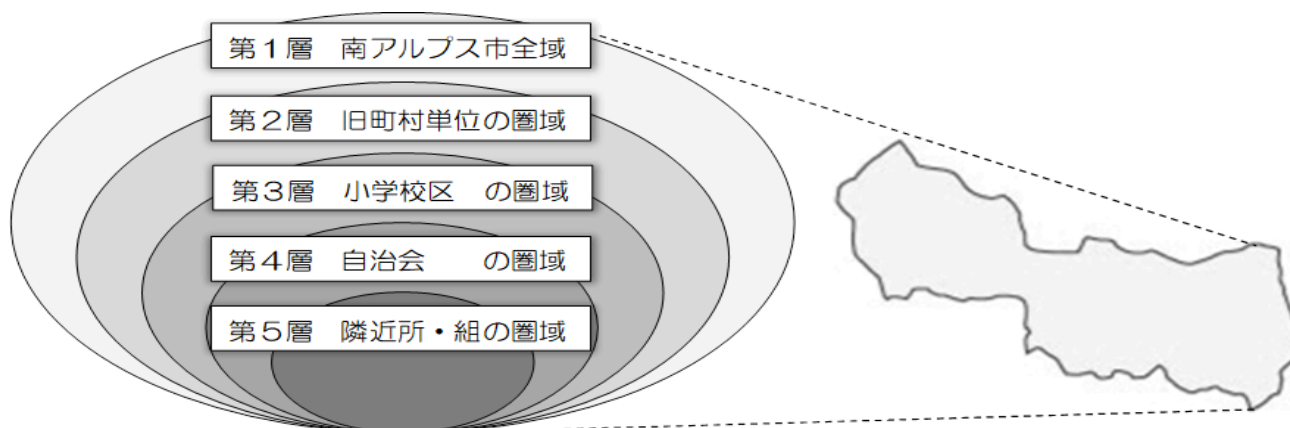 第１層　南アルプス市全域
第２層　旧町村単位の圏域
第３層　小学校区　の圏域
第４層　自治会　　の圏域
第５層　隣近所・組の圏域